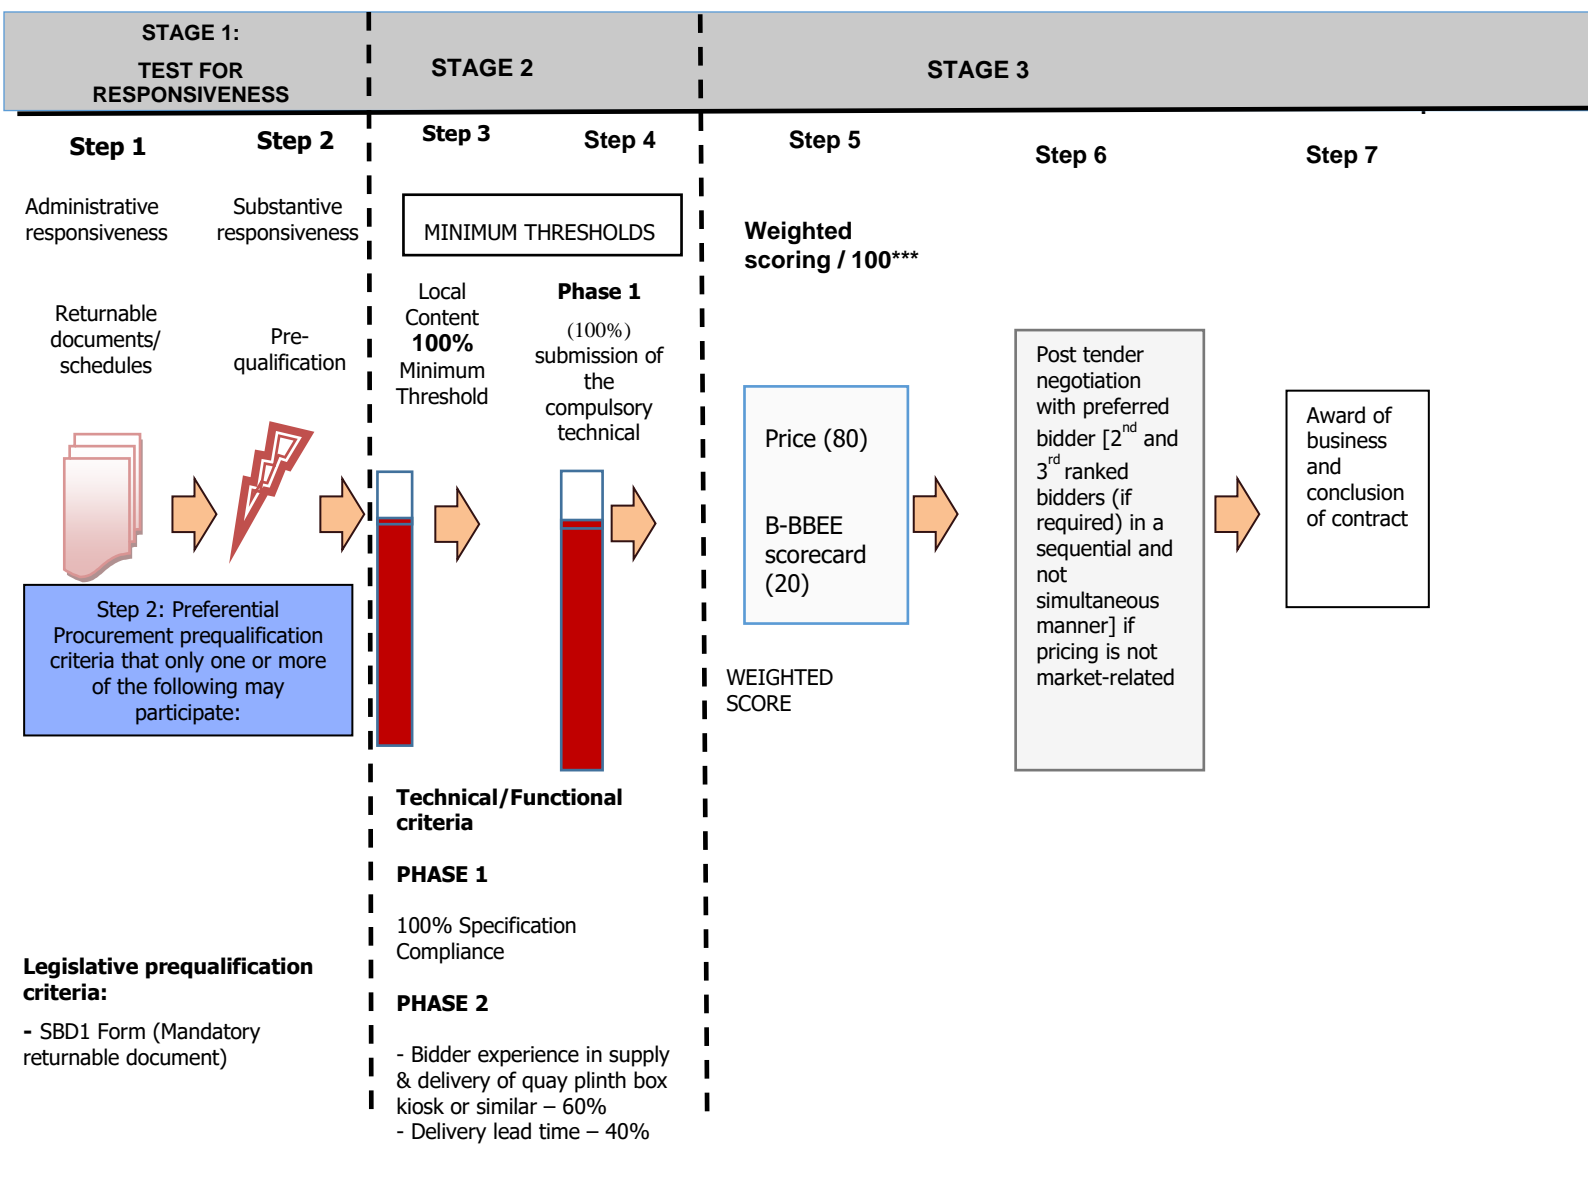 STAGE 1:
TEST FOR
RESPONSIVENESS
STAGE 2
STAGE 3
Step 1
Step 2
Step 3
Step 4
Step 5
Step 6
Step 7
Administrative
responsiveness
Substantive
responsiveness
MINIMUM THRESHOLDS
Weighted
scoring / 100***
Returnable
documents/
schedules
Pre-
qualification
Local
Content
100%
Minimum
Threshold
Phase 1
(100%)
submission of
the
compulsory
technical
Price (80)
B-BBEE
scorecard
(20)
WEIGHTED
SCORE
Post tender
negotiation
with preferred
bidder [2nd and
3rd ranked
bidders (if
required) in a
sequential and
not
simultaneous
manner] if
pricing is not
market-related
Award of
business
and
conclusion
of contract
Step 2: Preferential
Procurement prequalification
criteria that only one or more
of the following may
participate:
Legislative prequalification
criteria:
- SBD1 Form (Mandatory
returnable document)
Technical/Functional
criteria
PHASE 1
100% Specification
Compliance
PHASE 2
- Bidder experience in supply
& delivery of quay plinth box
kiosk or similar – 60%
- Delivery lead time – 40%